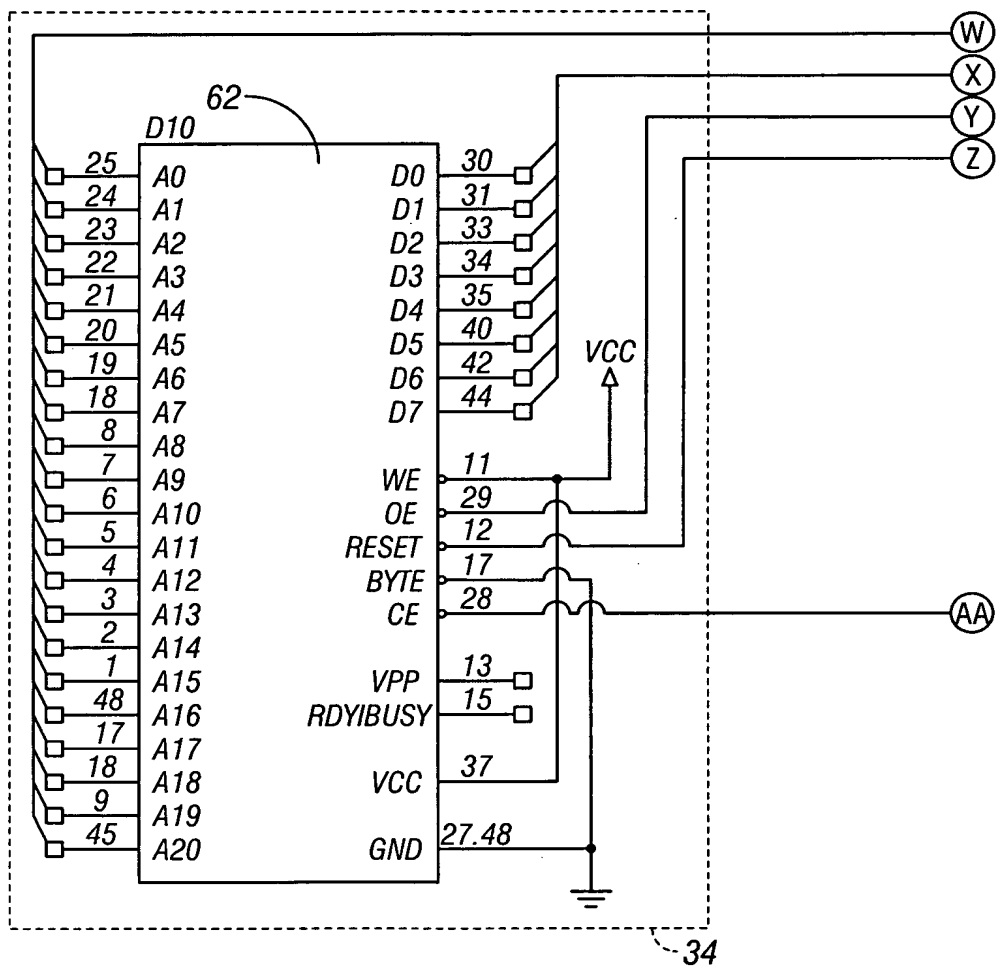 W
X
Y
Z
62
D10
25 A0 D0 30
24 A1 D1 31
23 A2 D2 33
22 A3 D3 34
21 A4 D4 35
20 A5 D5 40
19 A6 D6 42
18 A7 D7 44
VCC
8 A8
7 A9 WE 11
6 A10 OE 29
5 A11 RESET 12
4 A12 BYTE 17
3 A13 CE 28
AA
2 A14
1 A15 VPP 13
48 A16 RDYIBUSY 15
17 A17
18 A18 VCC 37
9 A19
45 A20 GND 27.48
34